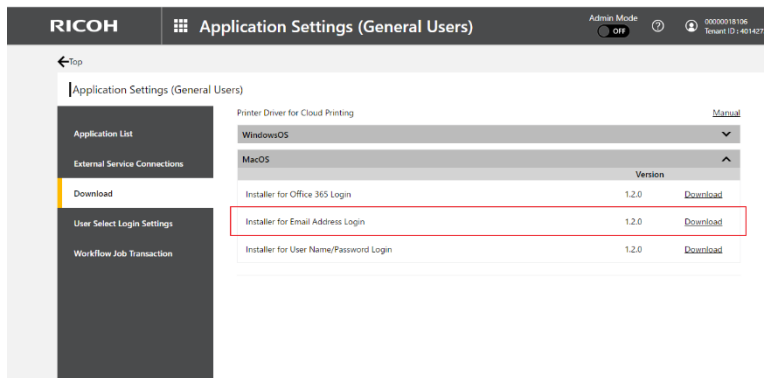 RICOH
Application Settings (General Users)
Admin Mode
OFF
00000018106
Tenant ID : 401427
Top
Application Settings (General Users)
Application List
External Service Connections
Download
User Select Login Settings
Workflow Job Transaction
Printer Driver for Cloud Printing Manual
WindowsOS
MacOS
Version
Installer for Office 365 Login 1.2.0 Download
Installer for Email Address Login 1.2.0 Download
Installer for User Name/Password Login 1.2.0 Download